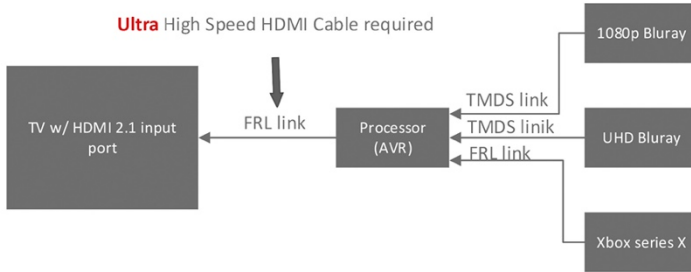 Ultra High Speed HDMI Cable required
1080p Bluray
TMDS link
FRL link
TV w/ HDMI 2.1 input
port
Processor
(AVR)
TMDS linik
UHD Bluray
FRL link
Xbox series X